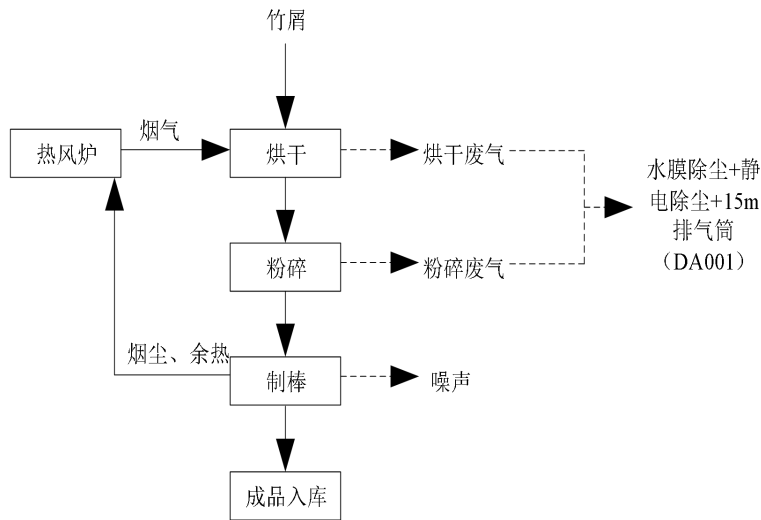 竹屑
烟气
热风炉
烘干
烘干废气
水膜除尘+静
电除尘+15m
排气筒
（DA001）
粉碎
粉碎废气
烟尘、余热
制棒
噪声
成品入库